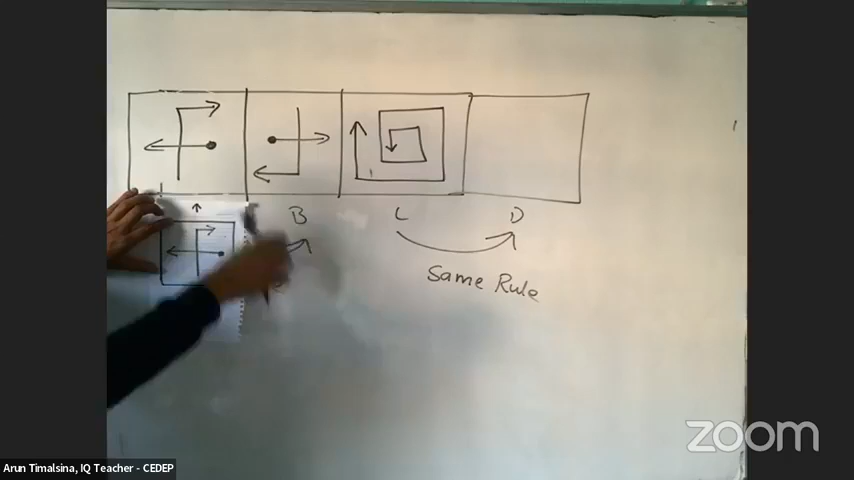 B
C
D
Same Rule
zoom
Arun Timalsina, IQ Teacher - CEDEP